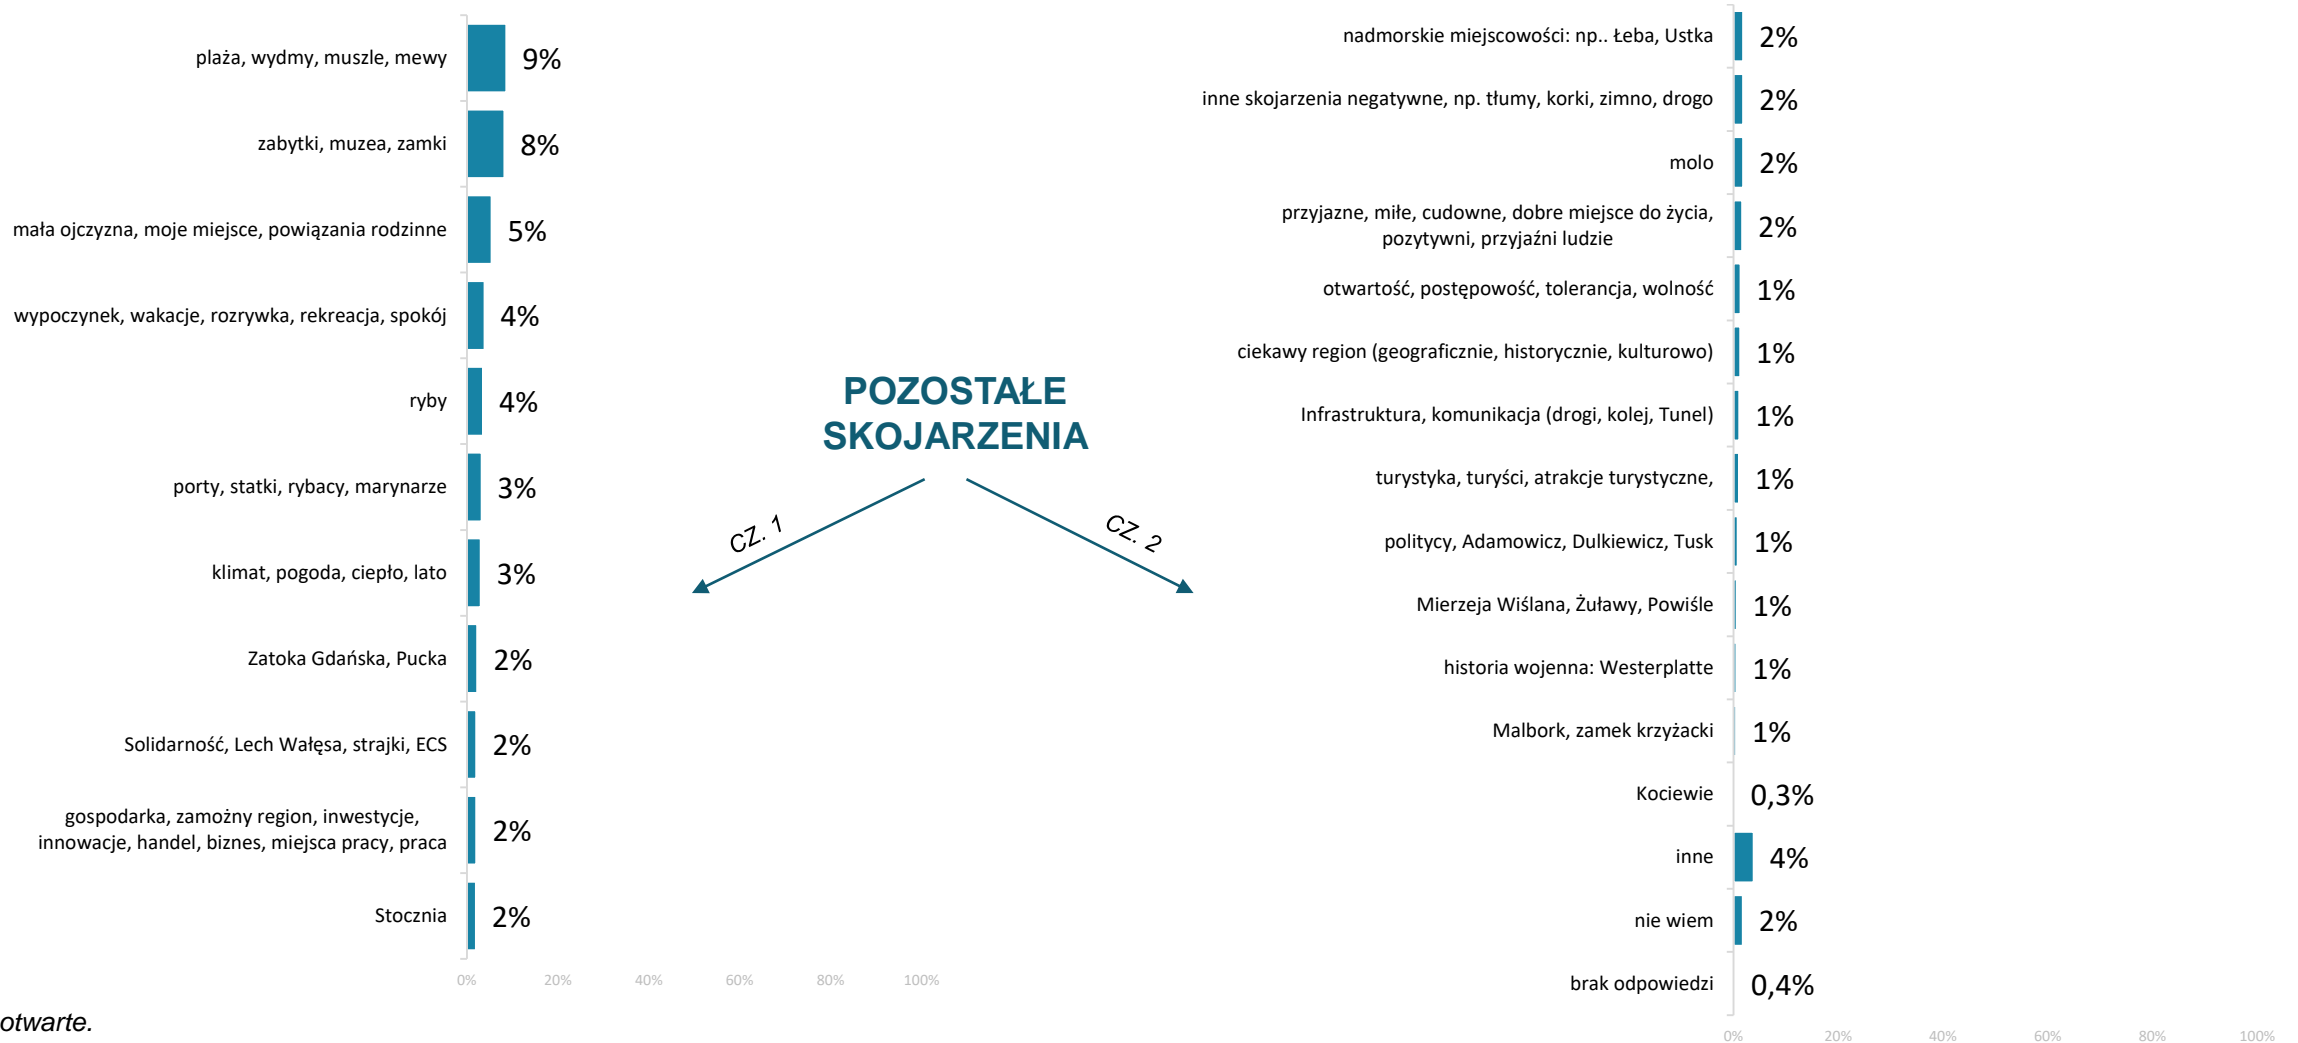 plaża, wydmy, muszle, mewy 9%
zabytki, muzea, zamki 8%
mała ojczyzna, moje miejsce, powiązania rodzinne 5%
wypoczynek, wakacje, rozrywka, rekreacja, spokój 4%
ryby 4%
porty, statki, rybacy, marynarze 3%
klimat, pogoda, ciepło, lato 3%
Zatoka Gdańska, Pucka 2%
Solidarność, Lech Wałęsa, strajki, ECS 2%
gospodarka, zamożny region, inwestycje,
innowacje, handel, biznes, miejsca pracy, praca 2%
Stocznia 2%
0% 20% 40% 60% 80% 100%
otwarte.
POZOSTAŁE
SKOJARZENIA
CZ. 1
CZ. 2
nadmorskie miejscowości: np.. Łeba, Ustka 2%
inne skojarzenia negatywne, np. tłumy, korki, zimno, drogo 2%
molo 2%
przyjazne, miłe, cudowne, dobre miejsce do życia,
pozytywni, przyjaźni ludzie 2%
otwartość, postępowość, tolerancja, wolność 1%
ciekawy region (geograficznie, historycznie, kulturowo) 1%
Infrastruktura, komunikacja (drogi, kolej, Tunel) 1%
turystyka, turyści, atrakcje turystyczne, 1%
politycy, Adamowicz, Dulkiewicz, Tusk 1%
Mierzeja Wiślana, Żuławy, Powiśle 1%
historia wojenna: Westerplatte 1%
Malbork, zamek krzyżacki 1%
Kociewie 0,3%
inne 4%
nie wiem 2%
brak odpowiedzi 0,4%
0% 20% 40% 60% 80% 100%